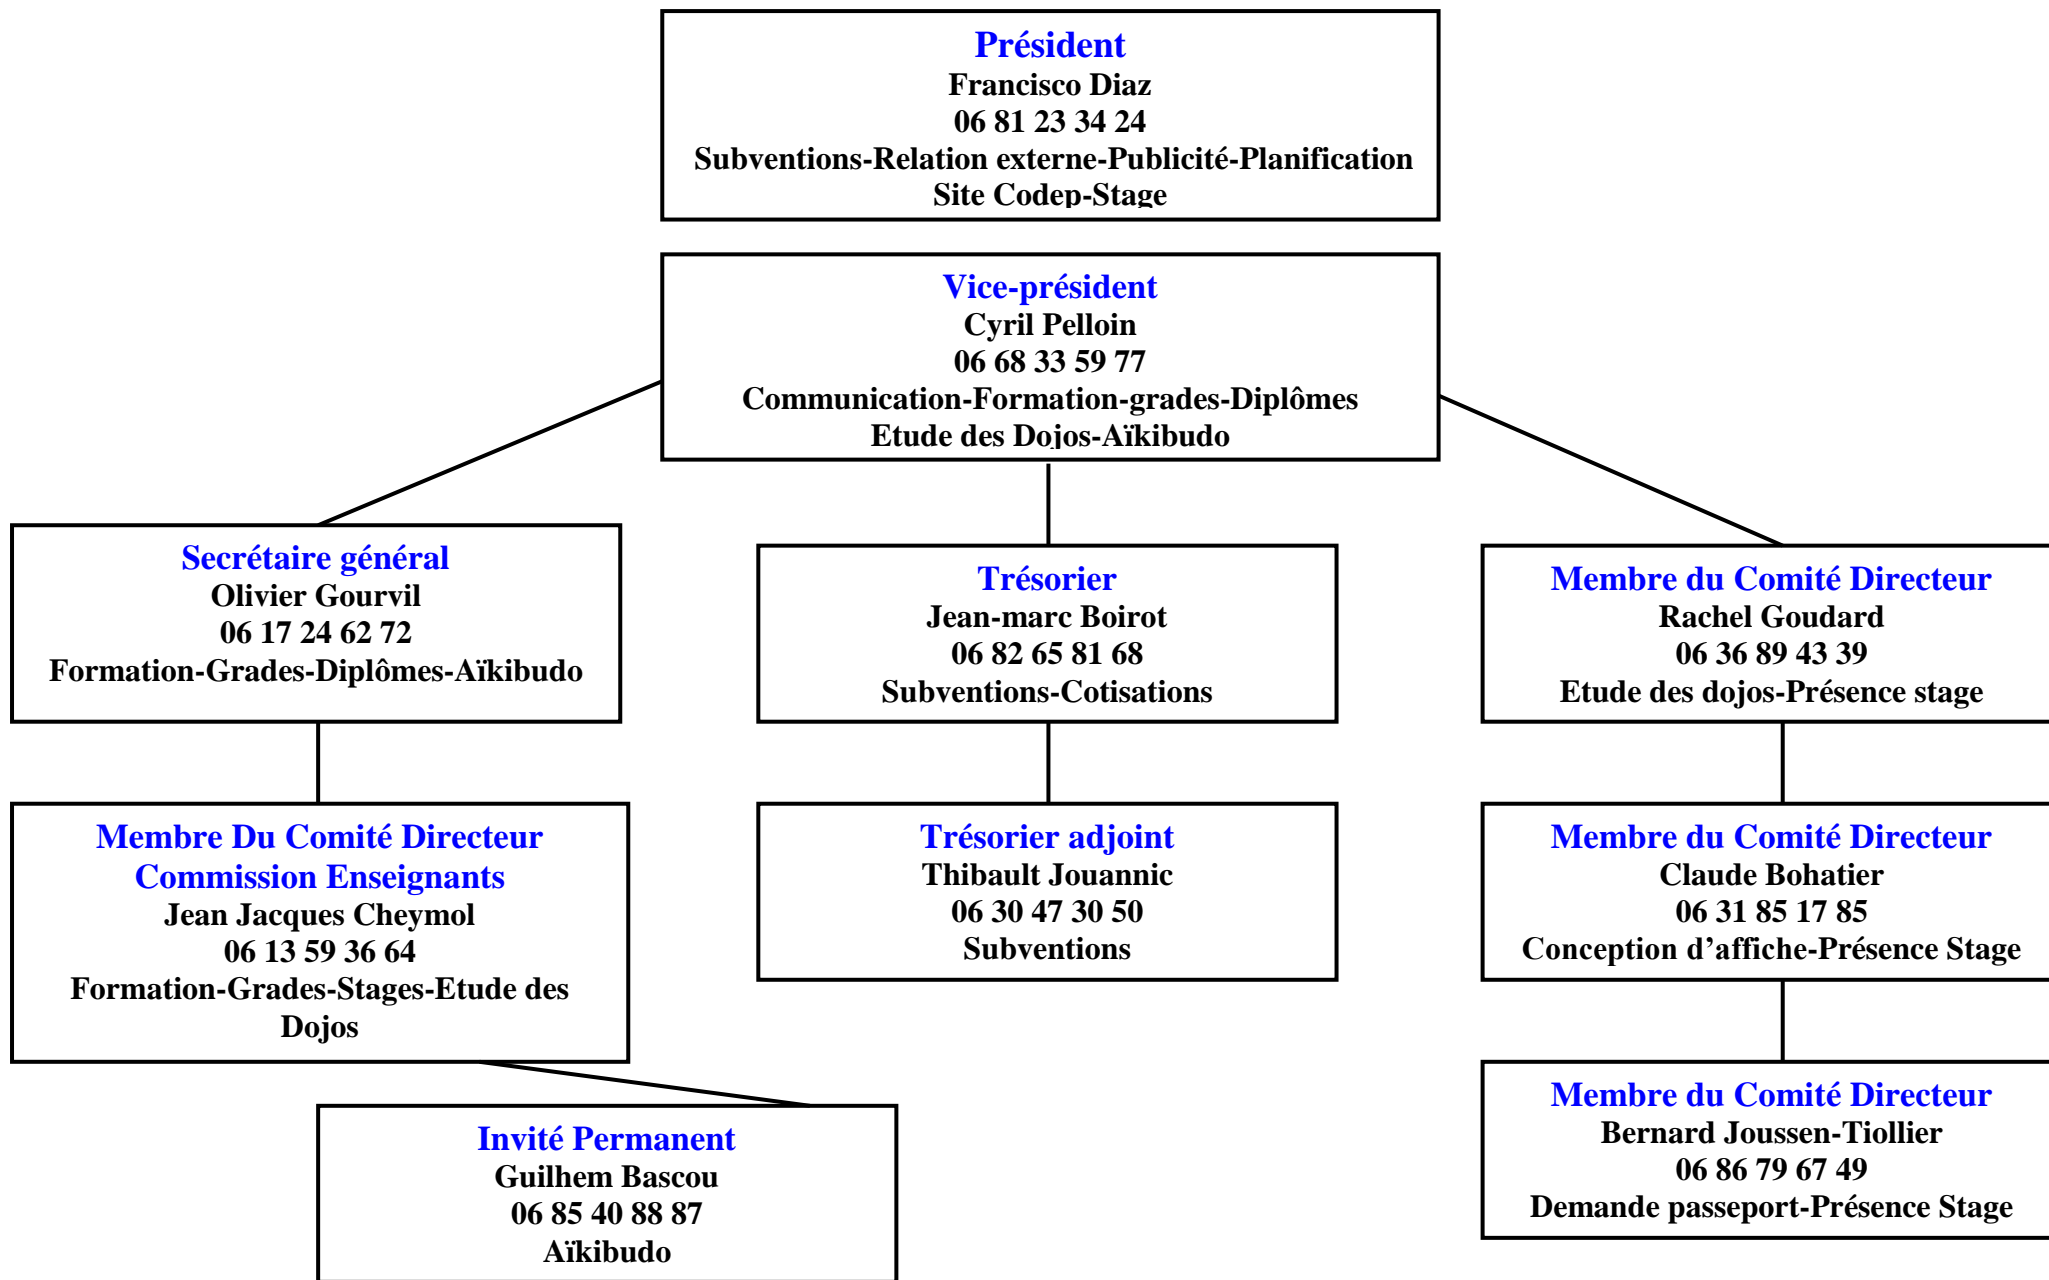 Président
Francisco Diaz
06 81 23 34 24
Subventions-Relation externe-Publicité-Planification
Site Codep-Stage
Vice-président
Cyril Pelloin
06 68 33 59 77
Communication-Formation-grades-Diplômes
Etude des Dojos-Aïkibudo
Secrétaire général
Olivier Gourvil
06 17 24 62 72
Formation-Grades-Diplômes-Aïkibudo
Trésorier
Jean-marc Boirot
06 82 65 81 68
Subventions-Cotisations
Membre du Comité Directeur
Rachel Goudard
06 36 89 43 39
Etude des dojos-Présence stage
Membre Du Comité Directeur
Commission Enseignants
Jean Jacques Cheymol
06 13 59 36 64
Formation-Grades-Stages-Etude des
Dojos
Trésorier adjoint
Thibault Jouannic
06 30 47 30 50
Subventions
Membre du Comité Directeur
Claude Bohatier
06 31 85 17 85
Conception d’affiche-Présence Stage
Invité Permanent
Guilhem Bascou
06 85 40 88 87
Aïkibudo
Membre du Comité Directeur
Bernard Joussen-Tiollier
06 86 79 67 49
Demande passeport-Présence Stage